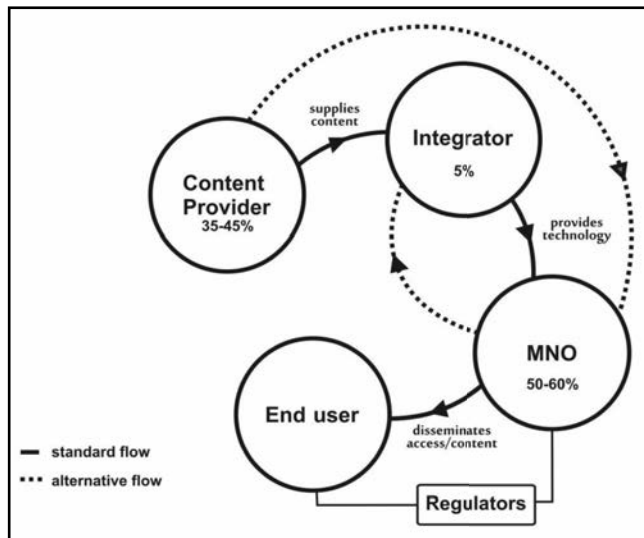 supplies
content
Integrator
5%
Content
Provider
35-45%
provides
technology
MNO
50-60%
End user
disseminates
access/content
standard flow
alternative flow
Regulators